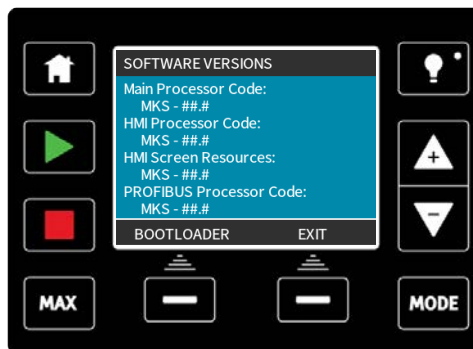 SOFTWARE VERSIONS
Main Processor Code:
MKS - ##.#
HMI Processor Code:
MKS - ##.#
HMI Screen Resources:
MKS - ##.#
PROFIBUS Processor Code:
MKS - ##.#
BOOTLOADER EXIT
MAX
MODE